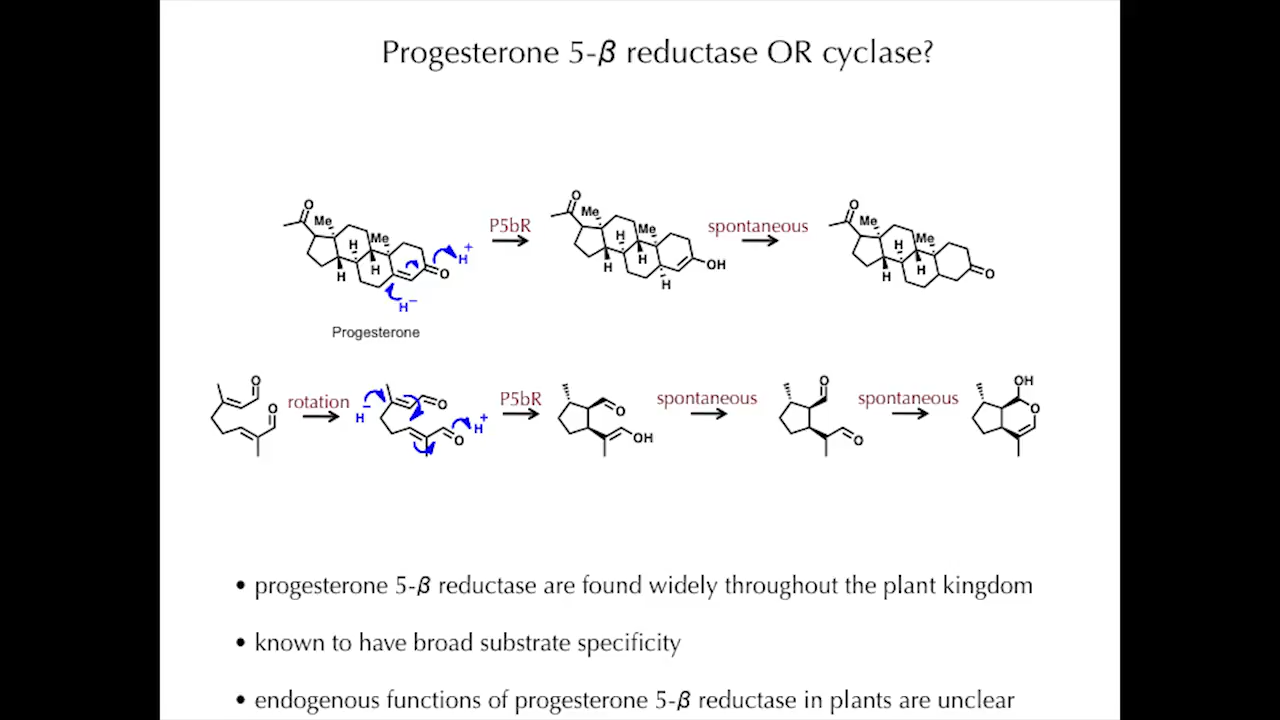 Progesterone 5-β reductase OR cyclase?
O
Me
Me
H
H
H
O
H+
H−
Progesterone
P5bR
O
Me
Me
H
H
H
H
OH
spontaneous
O
Me
Me
H
H
H
O
O
O
rotation
H−
O
O
H+
P5bR
O
OH
spontaneous
O
O
spontaneous
OH
O
• progesterone 5-β reductase are found widely throughout the plant kingdom
• known to have broad substrate specificity
• endogenous functions of progesterone 5-β reductase in plants are unclear